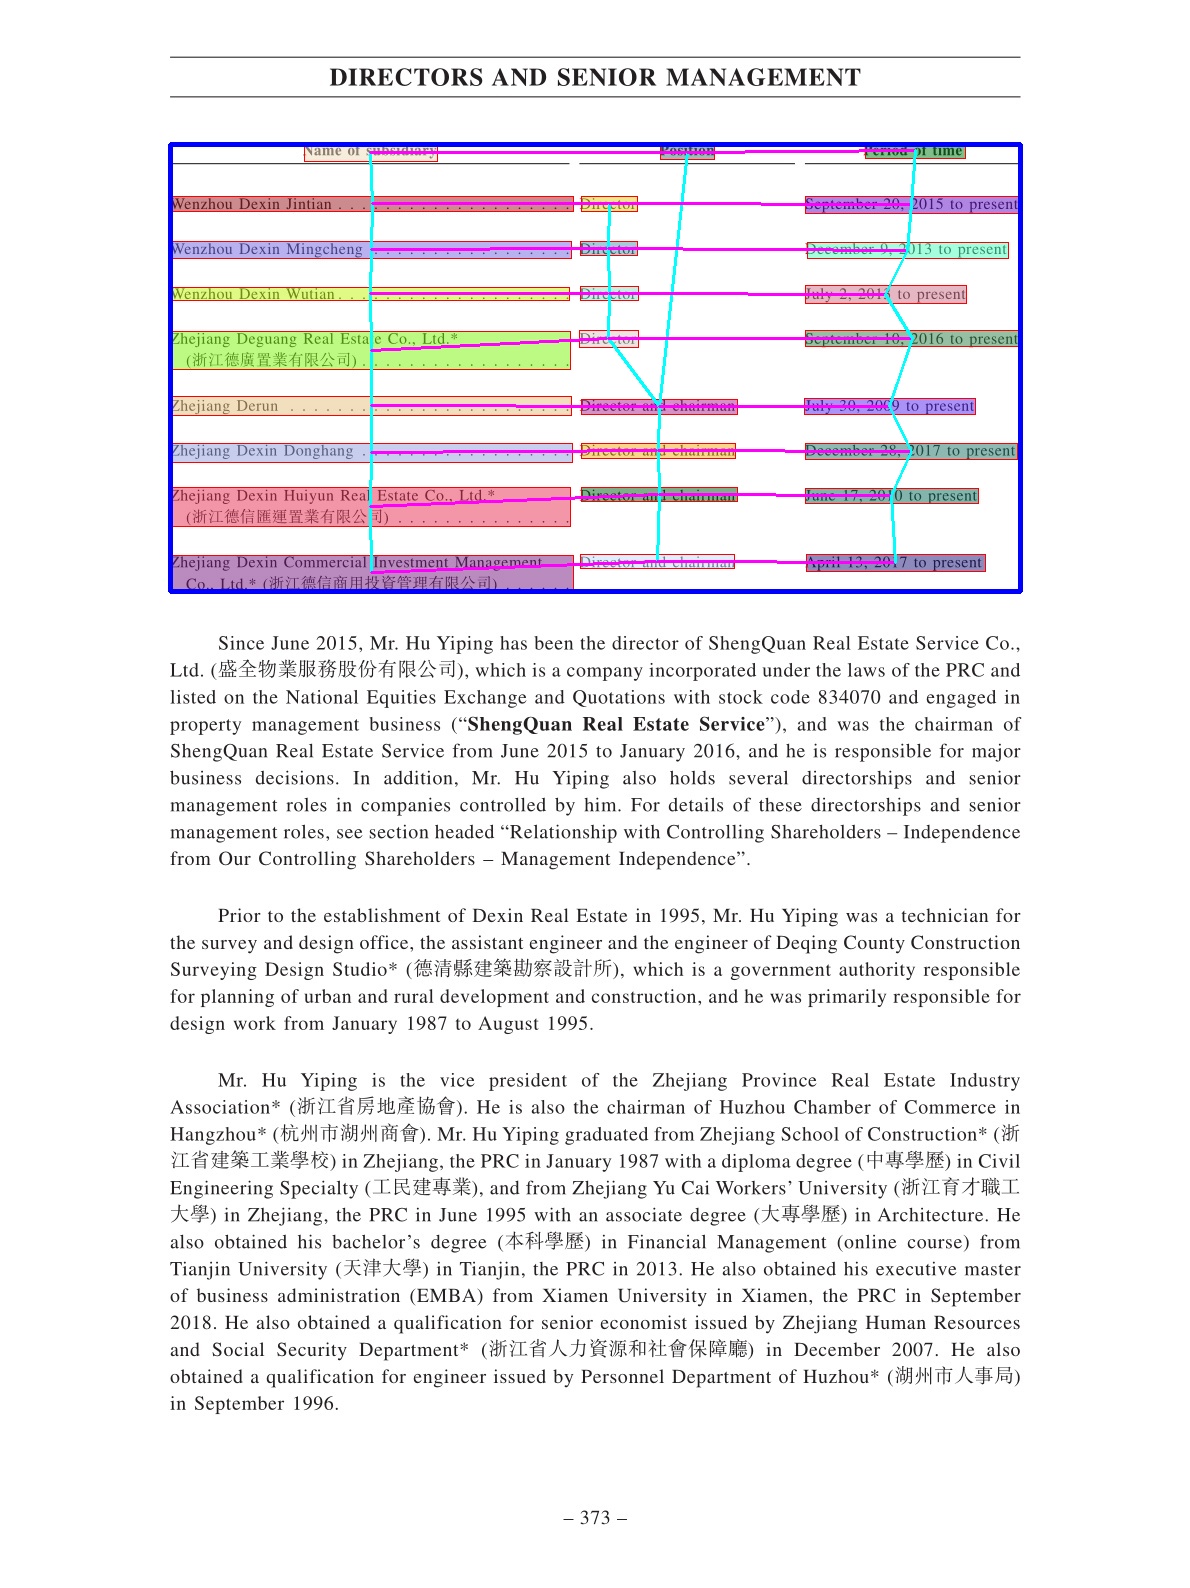 DIRECTORS AND SENIOR MANAGEMENT
Name of subsidiary Position Period of time
Wenzhou Dexin Jintian . . . . . . . . . . . . . . . . . . . . Director September 20, 2015 to present
Wenzhou Dexin Mingcheng . . . . . . . . . . . . . . . . . Director December 9, 2013 to present
Wenzhou Dexin Wutian . . . . . . . . . . . . . . . . . . . . Director July 2, 2013 to present
Zhejiang Deguang Real Estate Co., Ltd.* Director September 10, 2016 to present
(浙江德廣置業有限公司) . . . . . . . . . . . . . . . . . .
Zhejiang Derun . . . . . . . . . . . . . . . . . . . . . . . . Director and chairman July 30, 2009 to present
Zhejiang Dexin Donghang . . . . . . . . . . . . . . . . . . Director and chairman December 28, 2017 to present
Zhejiang Dexin Huiyun Real Estate Co., Ltd.* Director and chairman June 17, 2010 to present
(浙江德信匯運置業有限公司) . . . . . . . . . . . . . . .
Zhejiang Dexin Commercial Investment Management Director and chairman April 13, 2017 to present
Co., Ltd.* (浙江德信商用投資管理有限公司) . . . . . .
Since June 2015, Mr. Hu Yiping has been the director of ShengQuan Real Estate Service Co.,
Ltd. (盛全物業服務股份有限公司), which is a company incorporated under the laws of the PRC and
listed on the National Equities Exchange and Quotations with stock code 834070 and engaged in
property management business (“ShengQuan Real Estate Service”), and was the chairman of
ShengQuan Real Estate Service from June 2015 to January 2016, and he is responsible for major
business decisions. In addition, Mr. Hu Yiping also holds several directorships and senior
management roles in companies controlled by him. For details of these directorships and senior
management roles, see section headed “Relationship with Controlling Shareholders – Independence
from Our Controlling Shareholders – Management Independence”.
Prior to the establishment of Dexin Real Estate in 1995, Mr. Hu Yiping was a technician for
the survey and design office, the assistant engineer and the engineer of Deqing County Construction
Surveying Design Studio* (德清縣建築勘察設計所), which is a government authority responsible
for planning of urban and rural development and construction, and he was primarily responsible for
design work from January 1987 to August 1995.
Mr. Hu Yiping is the vice president of the Zhejiang Province Real Estate Industry
Association* (浙江省房地產協會). He is also the chairman of Huzhou Chamber of Commerce in
Hangzhou* (杭州市湖州商會). Mr. Hu Yiping graduated from Zhejiang School of Construction* (浙
江省建築工業學校) in Zhejiang, the PRC in January 1987 with a diploma degree (中專學歷) in Civil
Engineering Specialty (工民建專業), and from Zhejiang Yu Cai Workers’ University (浙江育才職工
大學) in Zhejiang, the PRC in June 1995 with an associate degree (大專學歷) in Architecture. He
also obtained his bachelor’s degree (本科學歷) in Financial Management (online course) from
Tianjin University (天津大學) in Tianjin, the PRC in 2013. He also obtained his executive master
of business administration (EMBA) from Xiamen University in Xiamen, the PRC in September
2018. He also obtained a qualification for senior economist issued by Zhejiang Human Resources
and Social Security Department* (浙江省人力資源和社會保障廳) in December 2007. He also
obtained a qualification for engineer issued by Personnel Department of Huzhou* (湖州市人事局)
in September 1996.
– 373 –